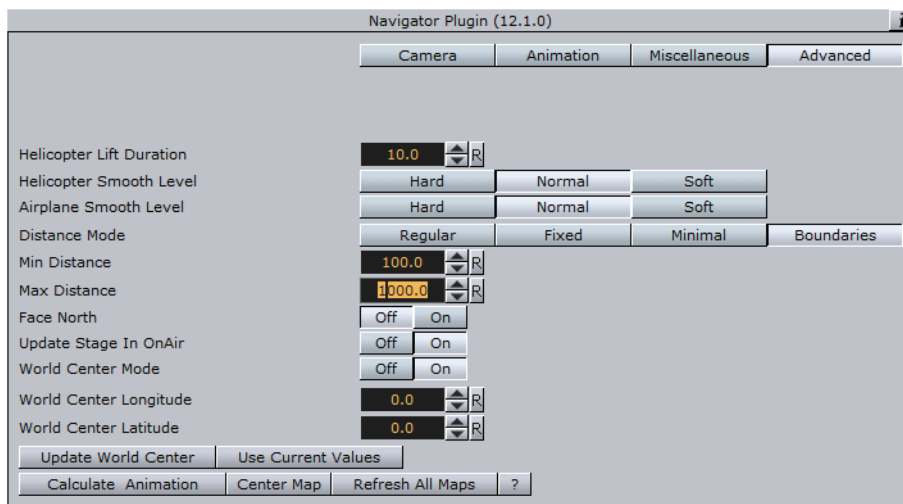 Navigator Plugin (12.1.0) i
Camera Animation Miscellaneous Advanced
Helicopter Lift Duration 10.0 R
Helicopter Smooth Level Hard Normal Soft
Airplane Smooth Level Hard Normal Soft
Distance Mode Regular Fixed Minimal Boundaries
Min Distance 100.0 R
Max Distance 1000.0 R
Face North Off On
Update Stage In OnAir Off On
World Center Mode Off On
World Center Longitude 0.0 R
World Center Latitude 0.0 R
Update World Center Use Current Values
Calculate Animation Center Map Refresh All Maps ?